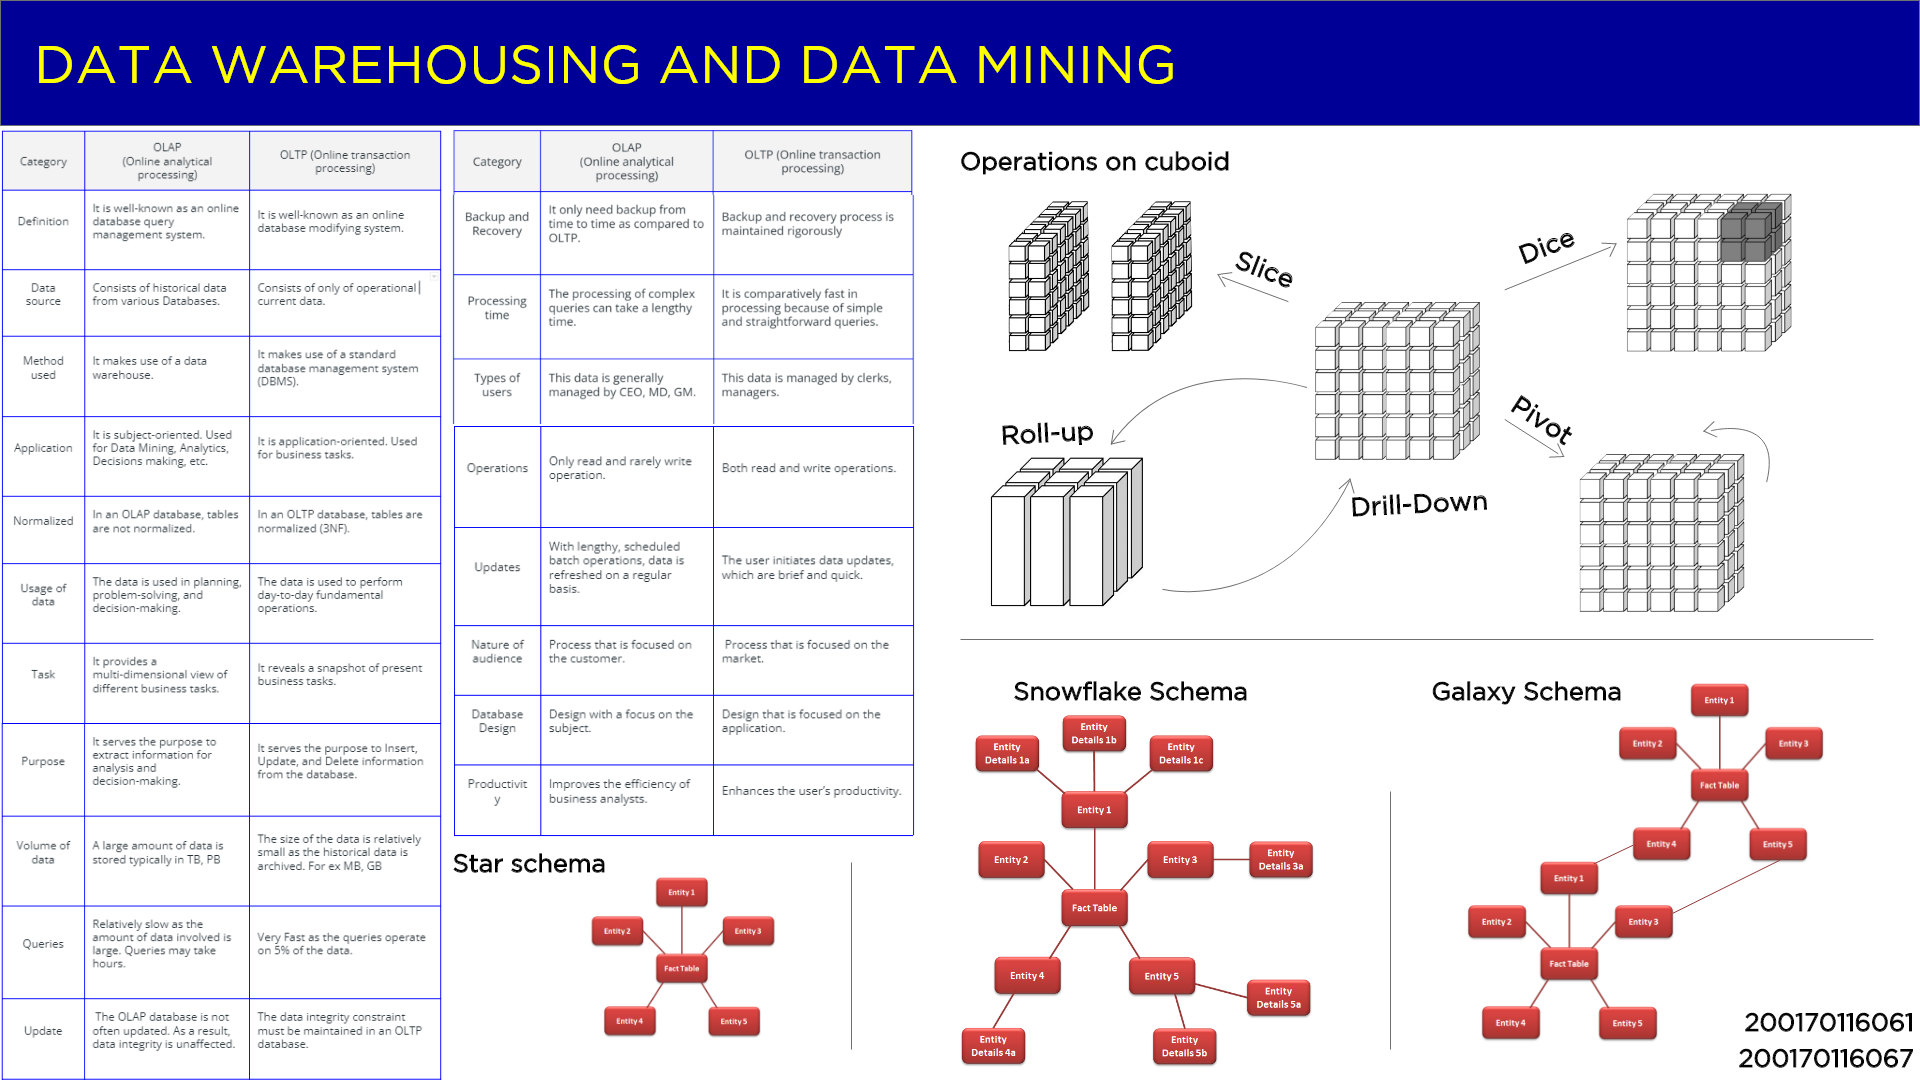 DATA WAREHOUSING AND DATA MINING
Category
OLAP
(Online analytical
processing)
OLTP (Online transaction
processing)
Definition
It is well-known as an online
database query
management system.
It is well-known as an online
database modifying system.
Data
source
Consists of historical data
from various Databases.
Consists of only of operational
current data.
Method
used
It makes use of a data
warehouse.
It makes use of a standard
database management system
(DBMS).
Application
It is subject-oriented. Used
for Data Mining, Analytics,
Decisions making, etc.
It is application-oriented. Used
for business tasks.
Normalized
In an OLAP database, tables
are not normalized.
In an OLTP database, tables are
normalized (3NF).
Usage of
data
The data is used in planning,
problem-solving, and
decision-making.
The data is used to perform
day-to-day fundamental
operations.
Task
It provides a
multi-dimensional view of
different business tasks.
It reveals a snapshot of present
business tasks.
Purpose
It serves the purpose to
extract information for
analysis and
decision-making.
It serves the purpose to Insert,
Update, and Delete information
from the database.
Volume of
data
A large amount of data is
stored typically in TB, PB
The size of the data is relatively
small as the historical data is
archived. For ex MB, GB
Queries
Relatively slow as the
amount of data involved is
large. Queries may take
hours.
Very Fast as the queries operate
on 5% of the data.
Update
The OLAP database is not
often updated. As a result,
data integrity is unaffected.
The data integrity constraint
must be maintained in an OLTP
database.
Category
OLAP
(Online analytical
processing)
OLTP (Online transaction
processing)
Backup and
Recovery
It only need backup from
time to time as compared to
OLTP.
Backup and recovery process is
maintained rigorously
Processing
time
The processing of complex
queries can take a lengthy
time.
It is comparatively fast in
processing because of simple
and straightforward queries.
Types of
users
This data is generally
managed by CEO, MD, GM.
This data is managed by clerks,
managers.
Operations
Only read and rarely write
operation.
Both read and write operations.
Updates
With lengthy, scheduled
batch operations, data is
refreshed on a regular
basis.
The user initiates data updates,
which are brief and quick.
Nature of
audience
Process that is focused on
the customer.
Process that is focused on the
market.
Database
Design
Design with a focus on the
subject.
Design that is focused on the
application.
Productivit
y
Improves the efficiency of
business analysts.
Enhances the user's productivity.
Star schema
Entity 1
Entity 2
Entity 3
Fact Table
Entity 4
Entity 5
Operations on cuboid
Slice
Dice
Roll-up
Pivot
Drill-Down
Snowflake Schema
Entity
Details 1a
Entity
Details 1b
Entity
Details 1c
Entity 1
Entity 2
Entity 3
Entity
Details 3a
Fact Table
Entity 4
Entity 5
Entity
Details 5a
Entity
Details 4a
Entity
Details 5b
Galaxy Schema
Entity 1
Entity 2
Entity 3
Fact Table
Entity 4
Entity 5
Entity 1
Entity 2
Entity 3
Fact Table
Entity 4
Entity 5
200170116061
200170116067